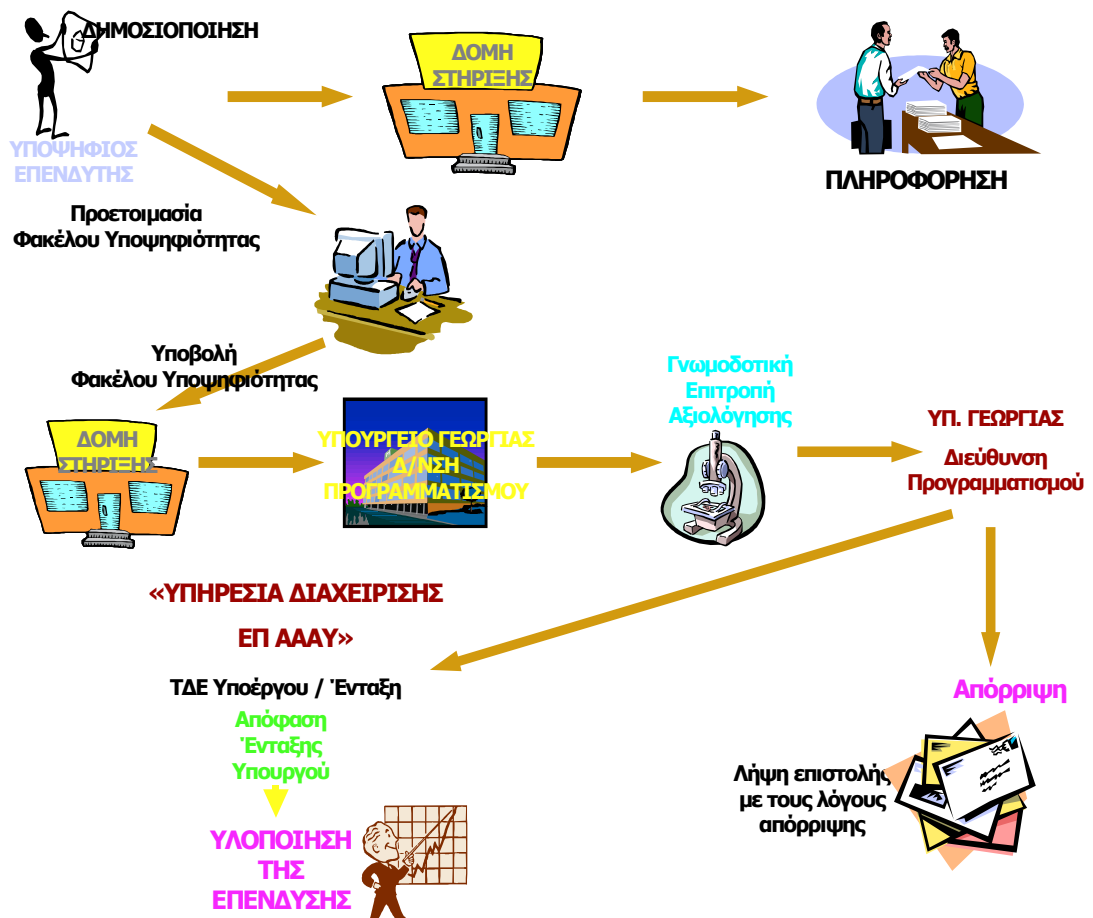 ΔΗΜΟΣΙΟΠΟΙΗΣΗ
ΔΟΜΗ
ΣΤΗΡΙΞΗΣ
ΥΠΟΨΗΦΙΟΣ
ΕΠΕΝΔΥΤΗΣ
ΠΛΗΡΟΦΟΡΗΣΗ
Προετοιμασία
Φακέλου Υποψηφιότητας
Υποβολή
Φακέλου Υποψηφιότητας
ΔΟΜΗ
ΣΤΗΡΙΞΗΣ
ΥΠΟΥΡΓΕΙΟ ΓΕΩΡΓΙΑΣ
Δ/ΝΣΗ
ΠΡΟΓΡΑΜΜΑΤΙΣΜΟΥ
Γνωμοδοτική
Επιτροπή
Αξιολόγησης
ΥΠ. ΓΕΩΡΓΙΑΣ
Διεύθυνση
Προγραμματισμού
«ΥΠΗΡΕΣΙΑ ΔΙΑΧΕΙΡΙΣΗΣ
ΕΠ ΑΑΑΥ»
ΤΔΕ Υποέργου / Ένταξη
Απόφαση
Ένταξης
Υπουργού
ΥΛΟΠΟΙΗΣΗ
ΤΗΣ
ΕΠΕΝΔΥΣΗΣ
Απόρριψη
Λήψη επιστολής
με τους λόγους
απόρριψης